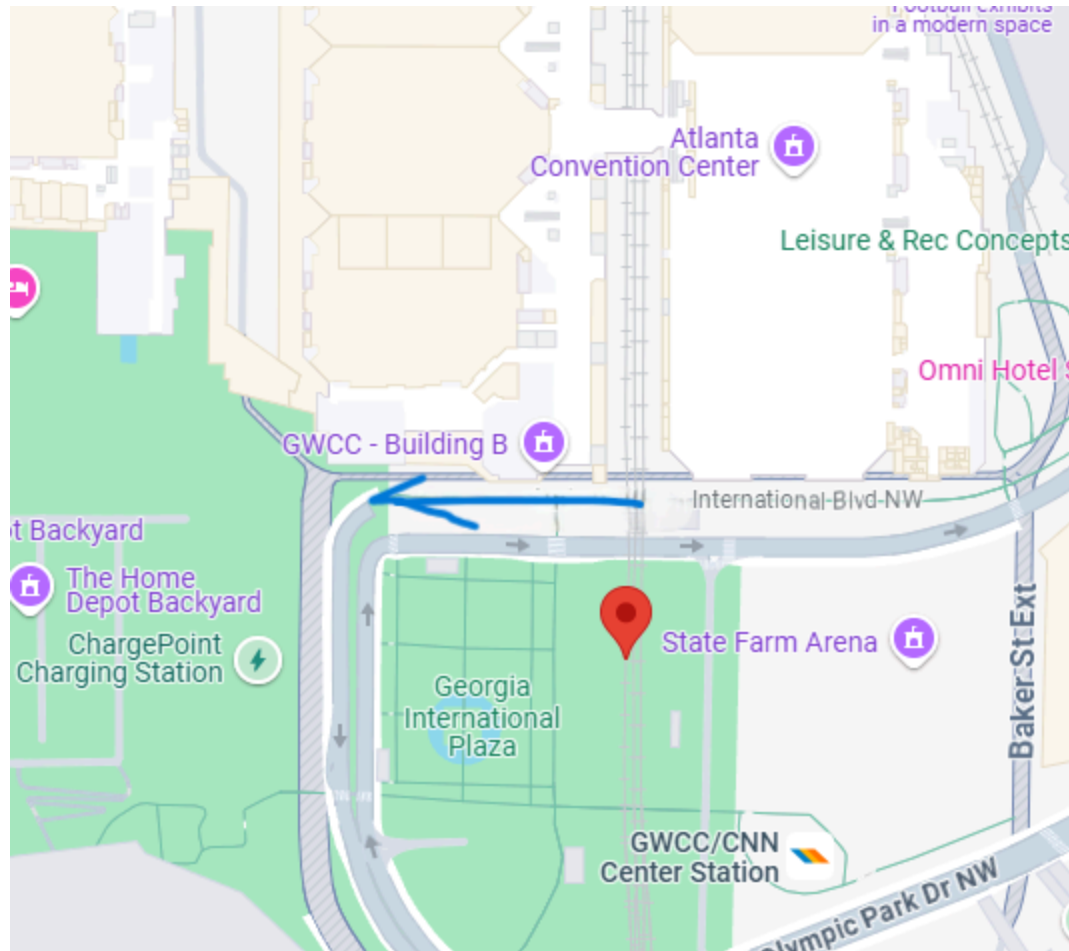 Football exhibits
in a modern space
Atlanta
Convention Center
Leisure & Rec Concepts
Omni Hotel
GWCC - Building B
International Blvd NW
t Backyard
The Home
Depot Backyard
ChargePoint
Charging Station
State Farm Arena
Georgia
International
Plaza
Baker St Ext
GWCC/CNN
Center Station
Olympic Park Dr NW